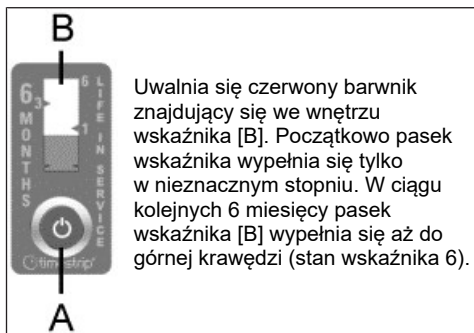 B
6
6 MONTHS
3
1
LIFE IN SERVICE
timestrip
A
Uwalnia się czerwony barwnik
znajdujący się we wnętrzu
wskaźnika [B]. Początkowo pasek
wskaźnika wypełnia się tylko
w nieznacznym stopniu. W ciągu
kolejnych 6 miesięcy pasek
wskaźnika [B] wypełnia się aż do
górnej krawędzi (stan wskaźnika 6).